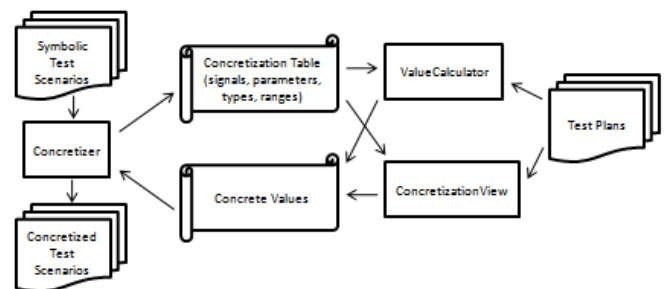 Symbolic
Test
Scenarios
Concretizer
Concretized
Test
Scenarios
Concretization Table
(signals, parameters,
types, ranges)
Concrete Values
ValueCalculator
ConcretizationView
Test Plans